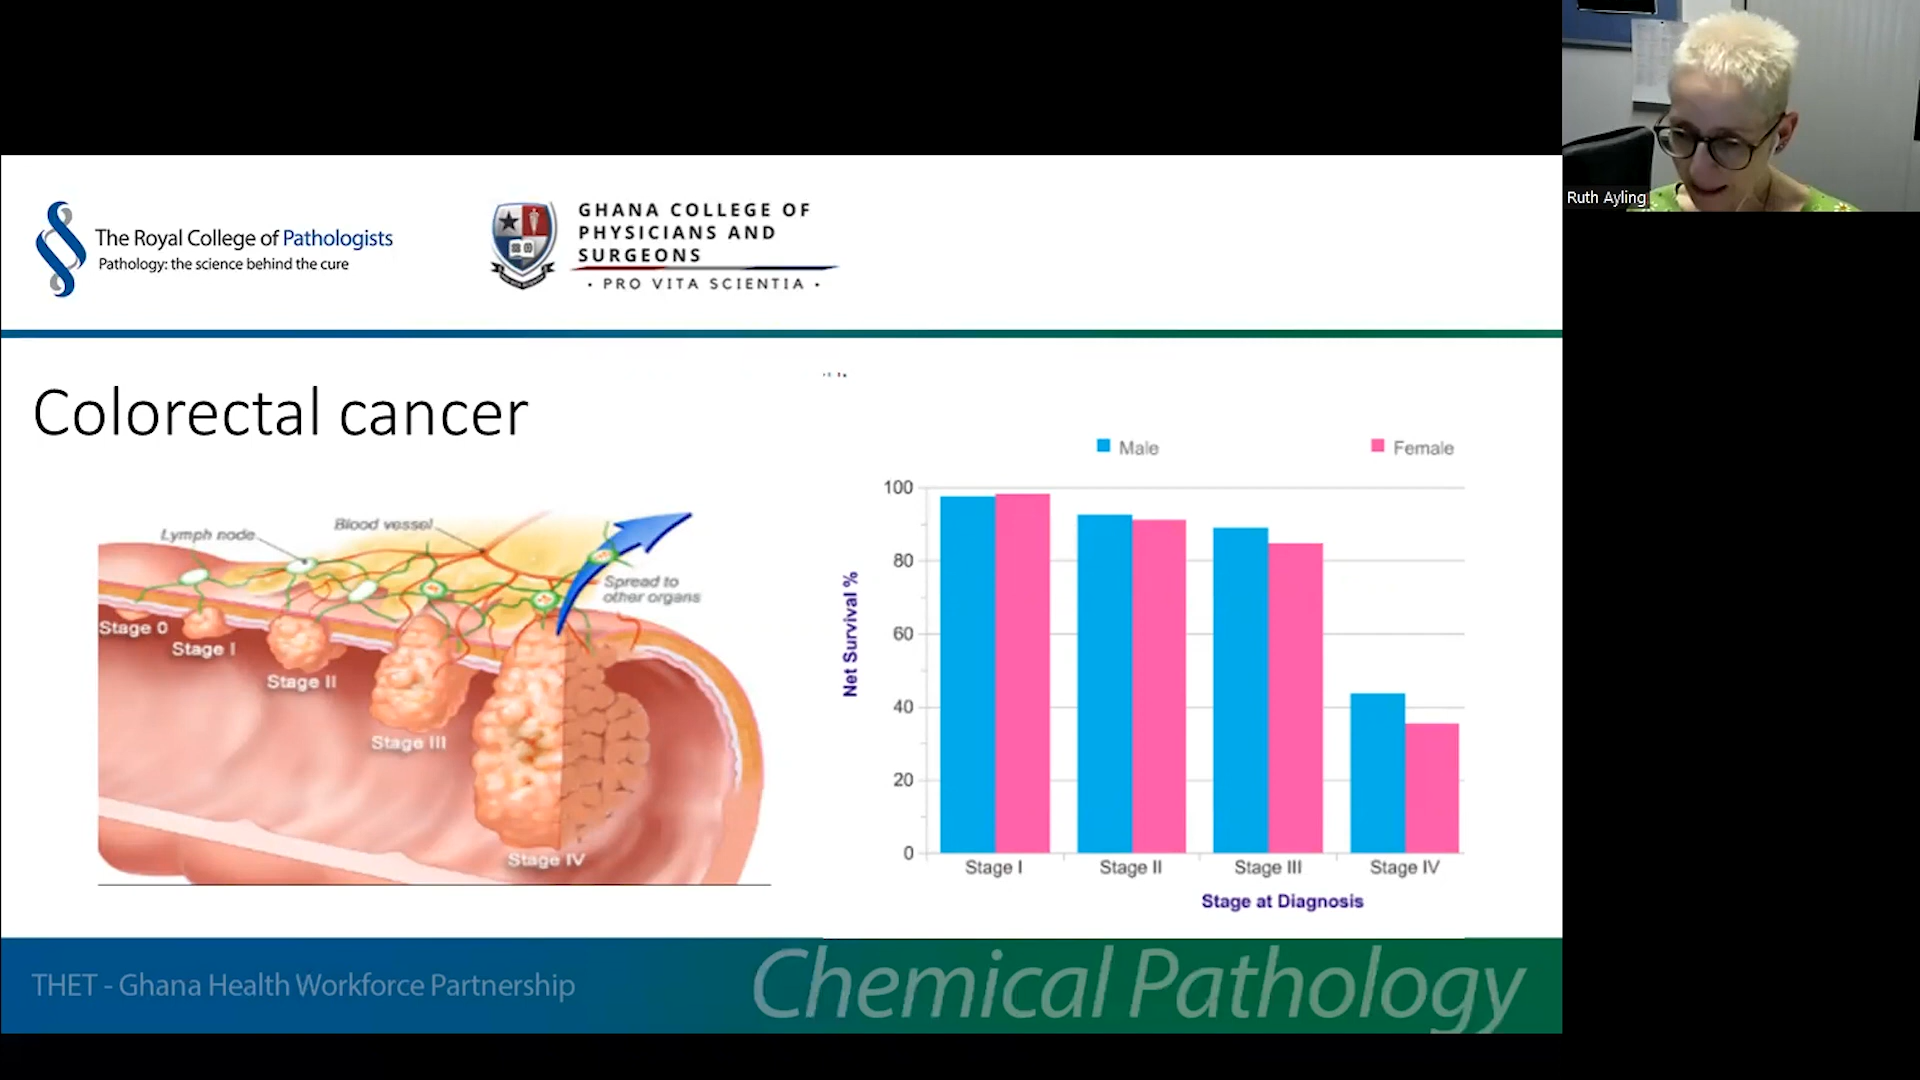 Ruth Ayling
The Royal College of Pathologists
Pathology: the science behind the cure
GHANA COLLEGE OF
PHYSICIANS AND
SURGEONS
• PRO VITA SCIENTIA •
Colorectal cancer
Lymph node
Blood vessel
Spread to
other organs
Stage 0
Stage I
Stage II
Stage III
Stage IV
Male
Female
Net Survival %
100
80
60
40
20
0
Stage I
Stage II
Stage III
Stage IV
Stage at Diagnosis
THET - Ghana Health Workforce Partnership
Chemical Pathology